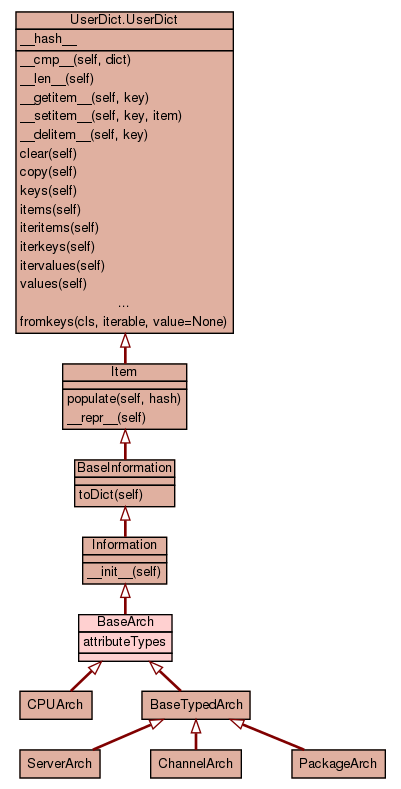 UserDict.UserDict
__hash__
__cmp__(self, dict)
__len__(self)
__getitem__(self, key)
__setitem__(self, key, item)
__delitem__(self, key)
clear(self)
copy(self)
keys(self)
items(self)
iteritems(self)
iterkeys(self)
itervalues(self)
values(self)
...
fromkeys(cls, iterable, value=None)
Item
populate(self, hash)
__repr__(self)
BaseInformation
toDict(self)
Information
__init__(self)
BaseArch
attributeTypes
CPUArch
BaseTypedArch
ServerArch
ChannelArch
PackageArch